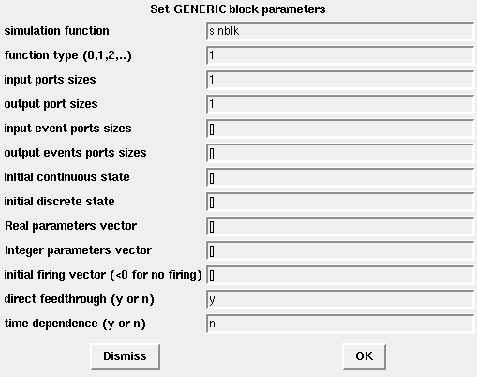 Set GENERIC block parameters
simulation function sinblk
function type (0,1,2,..) 1
input ports sizes 1
output port sizes 1
input event ports sizes []
output events ports sizes []
initial continuous state []
initial discrete state []
Real parameters vector []
Integer parameters vector []
initial firing vector (<0 for no firing) []
direct feedthrough (y or n) y
time dependence (y or n) n
Dismiss OK